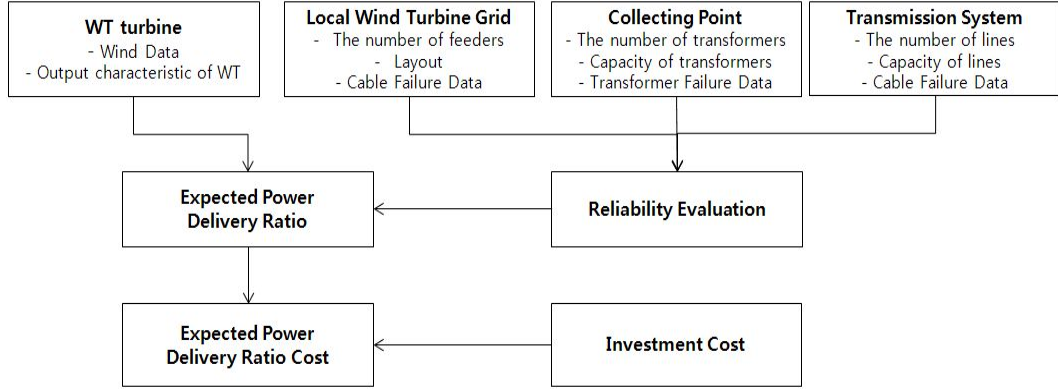 WT turbine
- Wind Data
- Output characteristic of WT
Local Wind Turbine Grid
- The number of feeders
- Layout
- Cable Failure Data
Collecting Point
- The number of transformers
- Capacity of transformers
- Transformer Failure Data
Transmission System
- The number of lines
- Capacity of lines
- Cable Failure Data
Expected Power
Delivery Ratio
Reliability Evaluation
Expected Power
Delivery Ratio Cost
Investment Cost